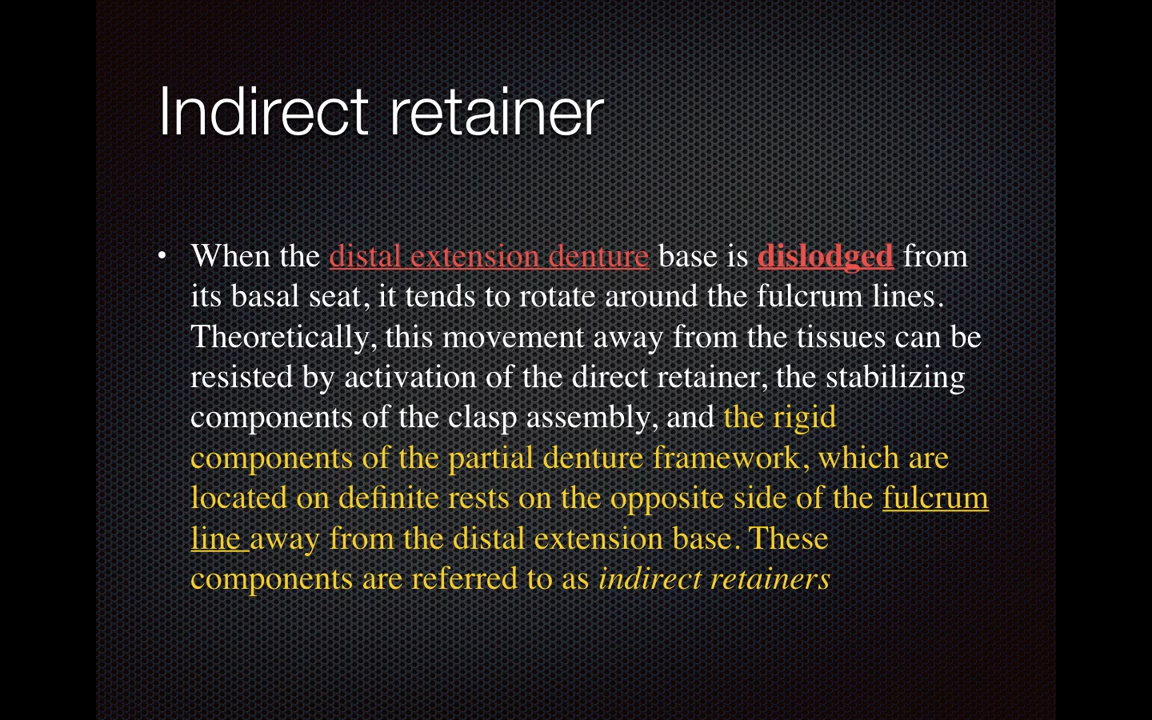 Indirect retainer
• When the distal extension denture base is dislodged from
its basal seat, it tends to rotate around the fulcrum lines.
Theoretically, this movement away from the tissues can be
resisted by activation of the direct retainer, the stabilizing
components of the clasp assembly, and the rigid
components of the partial denture framework, which are
located on definite rests on the opposite side of the fulcrum
line away from the distal extension base. These
components are referred to as indirect retainers